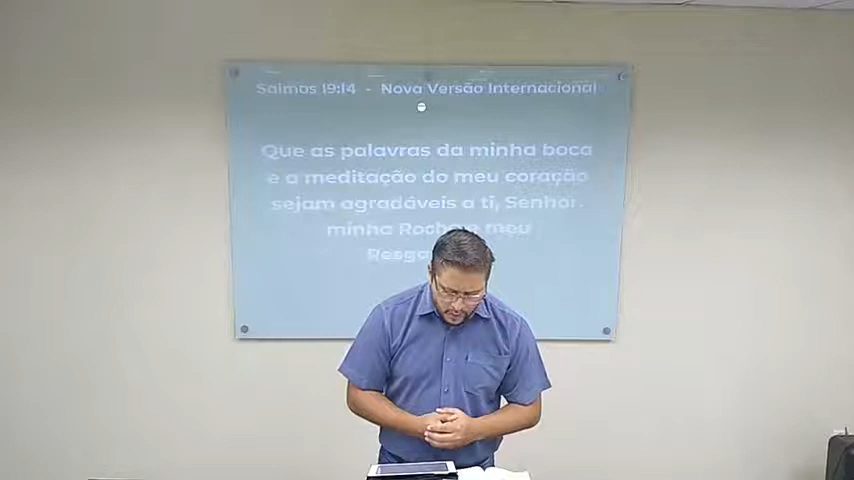 Salmos 19:14 - Nova Versão Internacional
Que as palavras da minha boca
e a meditação do meu coração
sejam agradáveis a ti, Senhor,
minha Rocha e meu